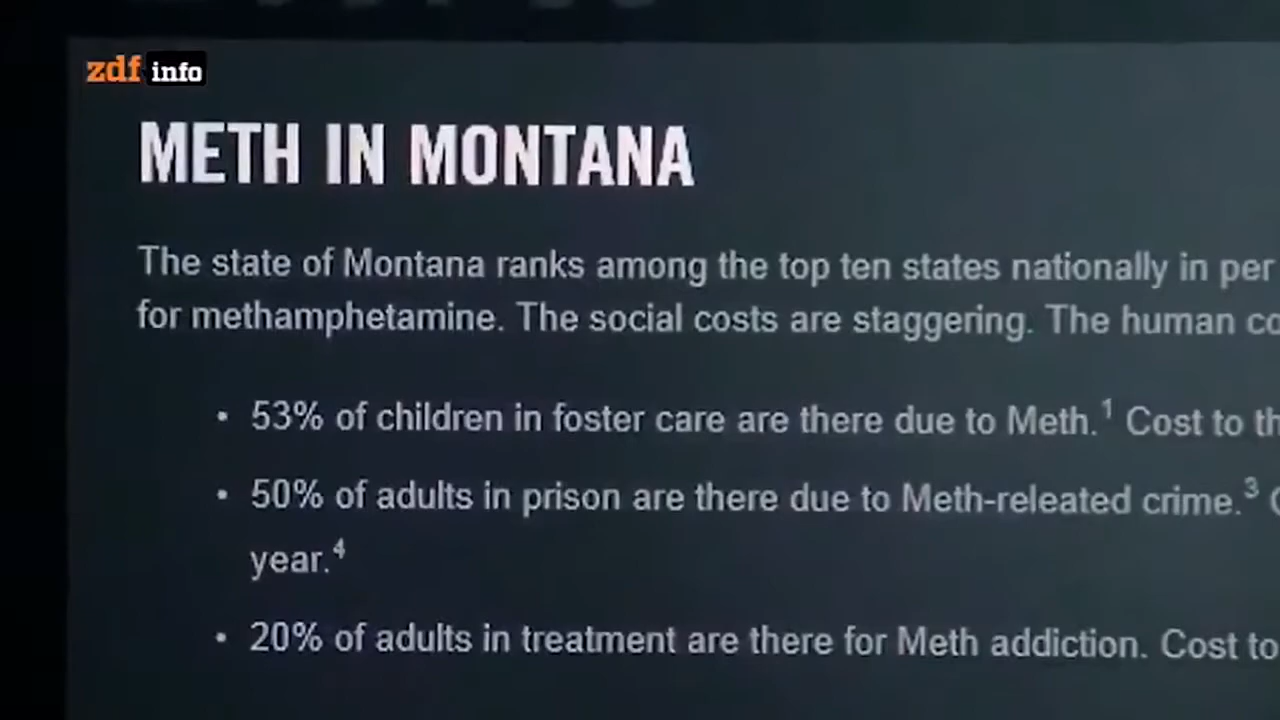 zdf info
METH IN MONTANA
The state of Montana ranks among the top ten states nationally in per
for methamphetamine. The social costs are staggering. The human co
• 53% of children in foster care are there due to Meth.¹ Cost to th
• 50% of adults in prison are there due to Meth-releated crime.³
year.⁴
• 20% of adults in treatment are there for Meth addiction. Cost to